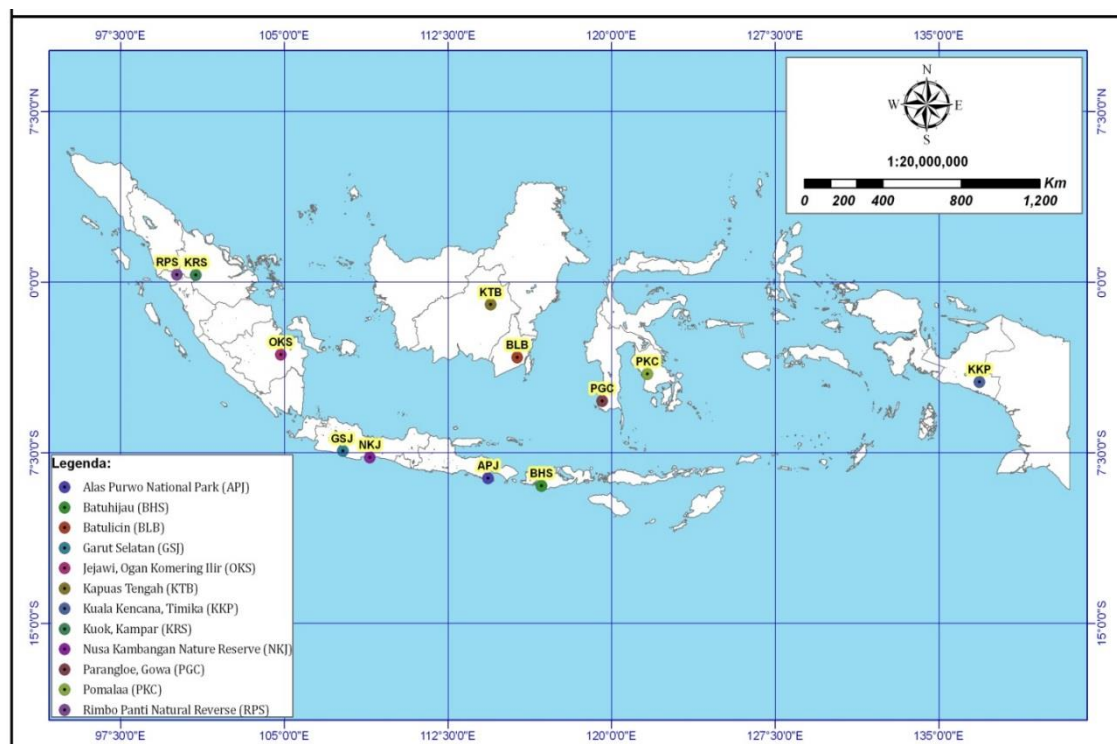 97°30'0"E 105°0'0"E 112°30'0"E 120°0'0"E 127°30'0"E 135°0'0"E
7°30'0"N 7°30'0"N
N
W E
S
1:20,000,000
Km
0 200 400 800 1,200
RPS KRS
0°0'0" 0°0'0"
KTB
OKS
BLB
PKC
KKP
PGC
GSJ
NKJ
7°30'0"S 7°30'0"S
APJ
BHS
Legenda:
Alas Purwo National Park (APJ)
Batuhijau (BHS)
Batulicin (BLB)
Garut Selatan (GSJ)
Jejawi, Ogan Komering Ilir (OKS)
Kapuas Tengah (KTB)
Kuala Kencana, Timika (KKP)
Kuok, Kampar (KRS)
Nusa Kambangan Nature Reserve (NKJ)
Parangloe, Gowa (PGC)
Pomalaa (PKC)
Rimbo Panti Natural Reverse (RPS)
15°0'0"S 15°0'0"S
97°30'0"E 105°0'0"E 112°30'0"E 120°0'0"E 127°30'0"E 135°0'0"E